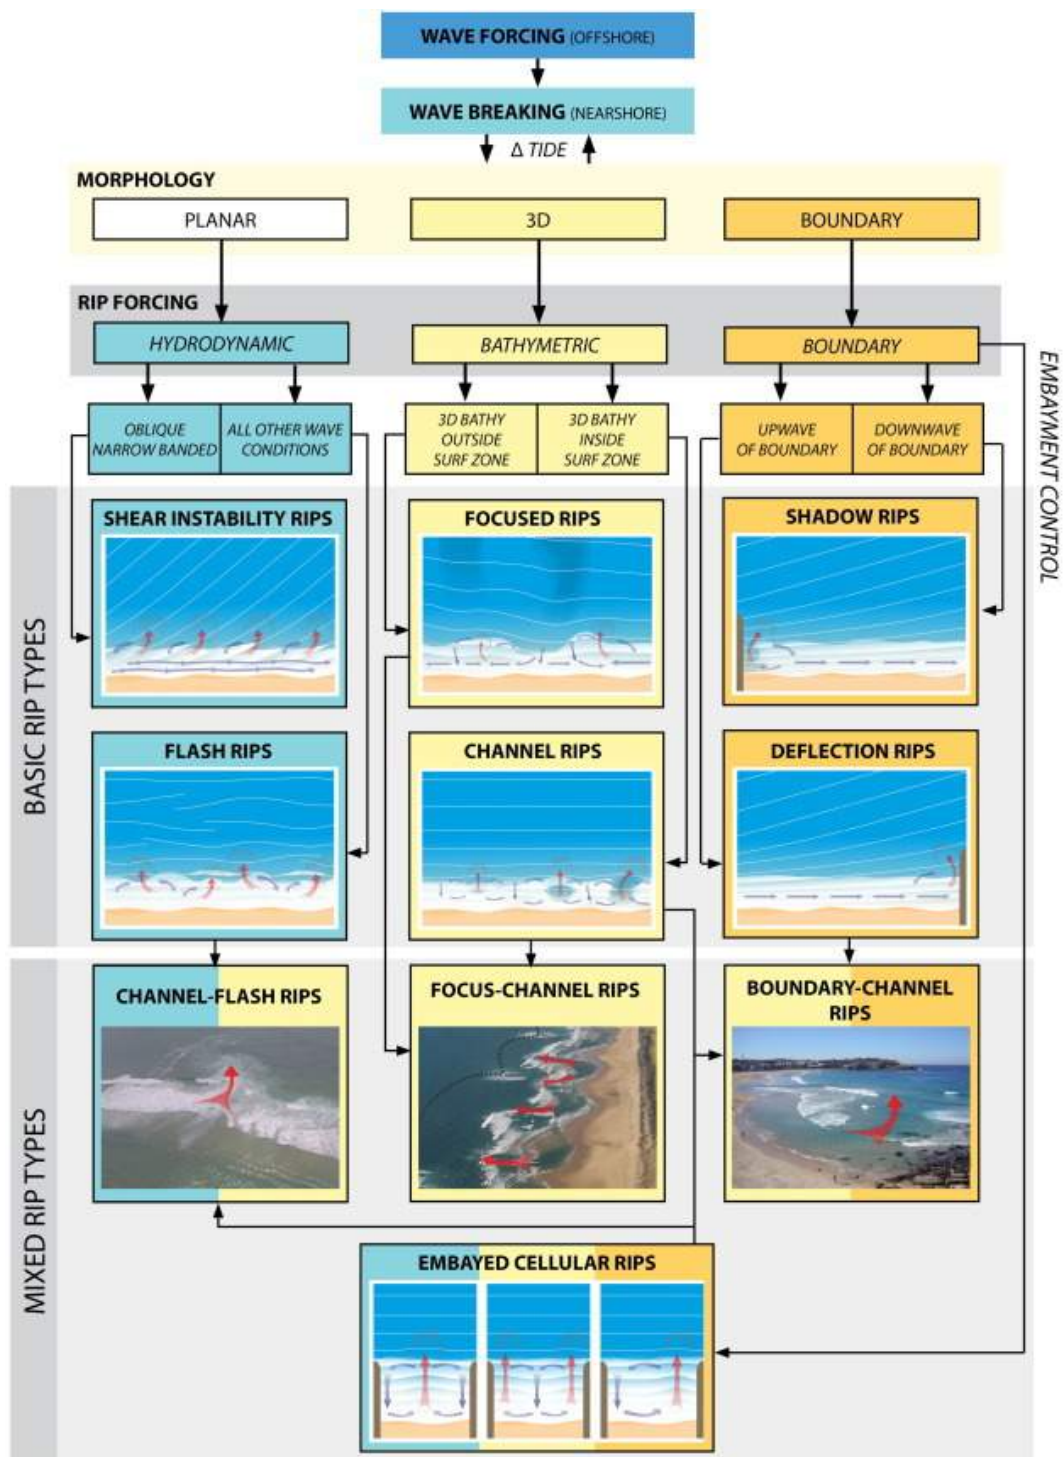 WAVE FORCING (OFFSHORE)
WAVE BREAKING (NEARSHORE)
Δ TIDE
MORPHOLOGY
PLANAR
3D
BOUNDARY
RIP FORCING
HYDRODYNAMIC
BATHYMETRIC
BOUNDARY
EMBAYMENT CONTROL
OBLIQUE
NARROW BANDED
ALL OTHER WAVE
CONDITIONS
3D BATHY
OUTSIDE
SURF ZONE
3D BATHY
INSIDE
SURF ZONE
UPWAVE
OF BOUNDARY
DOWNWAVE
OF BOUNDARY
BASIC RIP TYPES
SHEAR INSTABILITY RIPS
FOCUSED RIPS
SHADOW RIPS
FLASH RIPS
CHANNEL RIPS
DEFLECTION RIPS
MIXED RIP TYPES
CHANNEL-FLASH RIPS
FOCUS-CHANNEL RIPS
BOUNDARY-CHANNEL
RIPS
EMBAYED CELLULAR RIPS